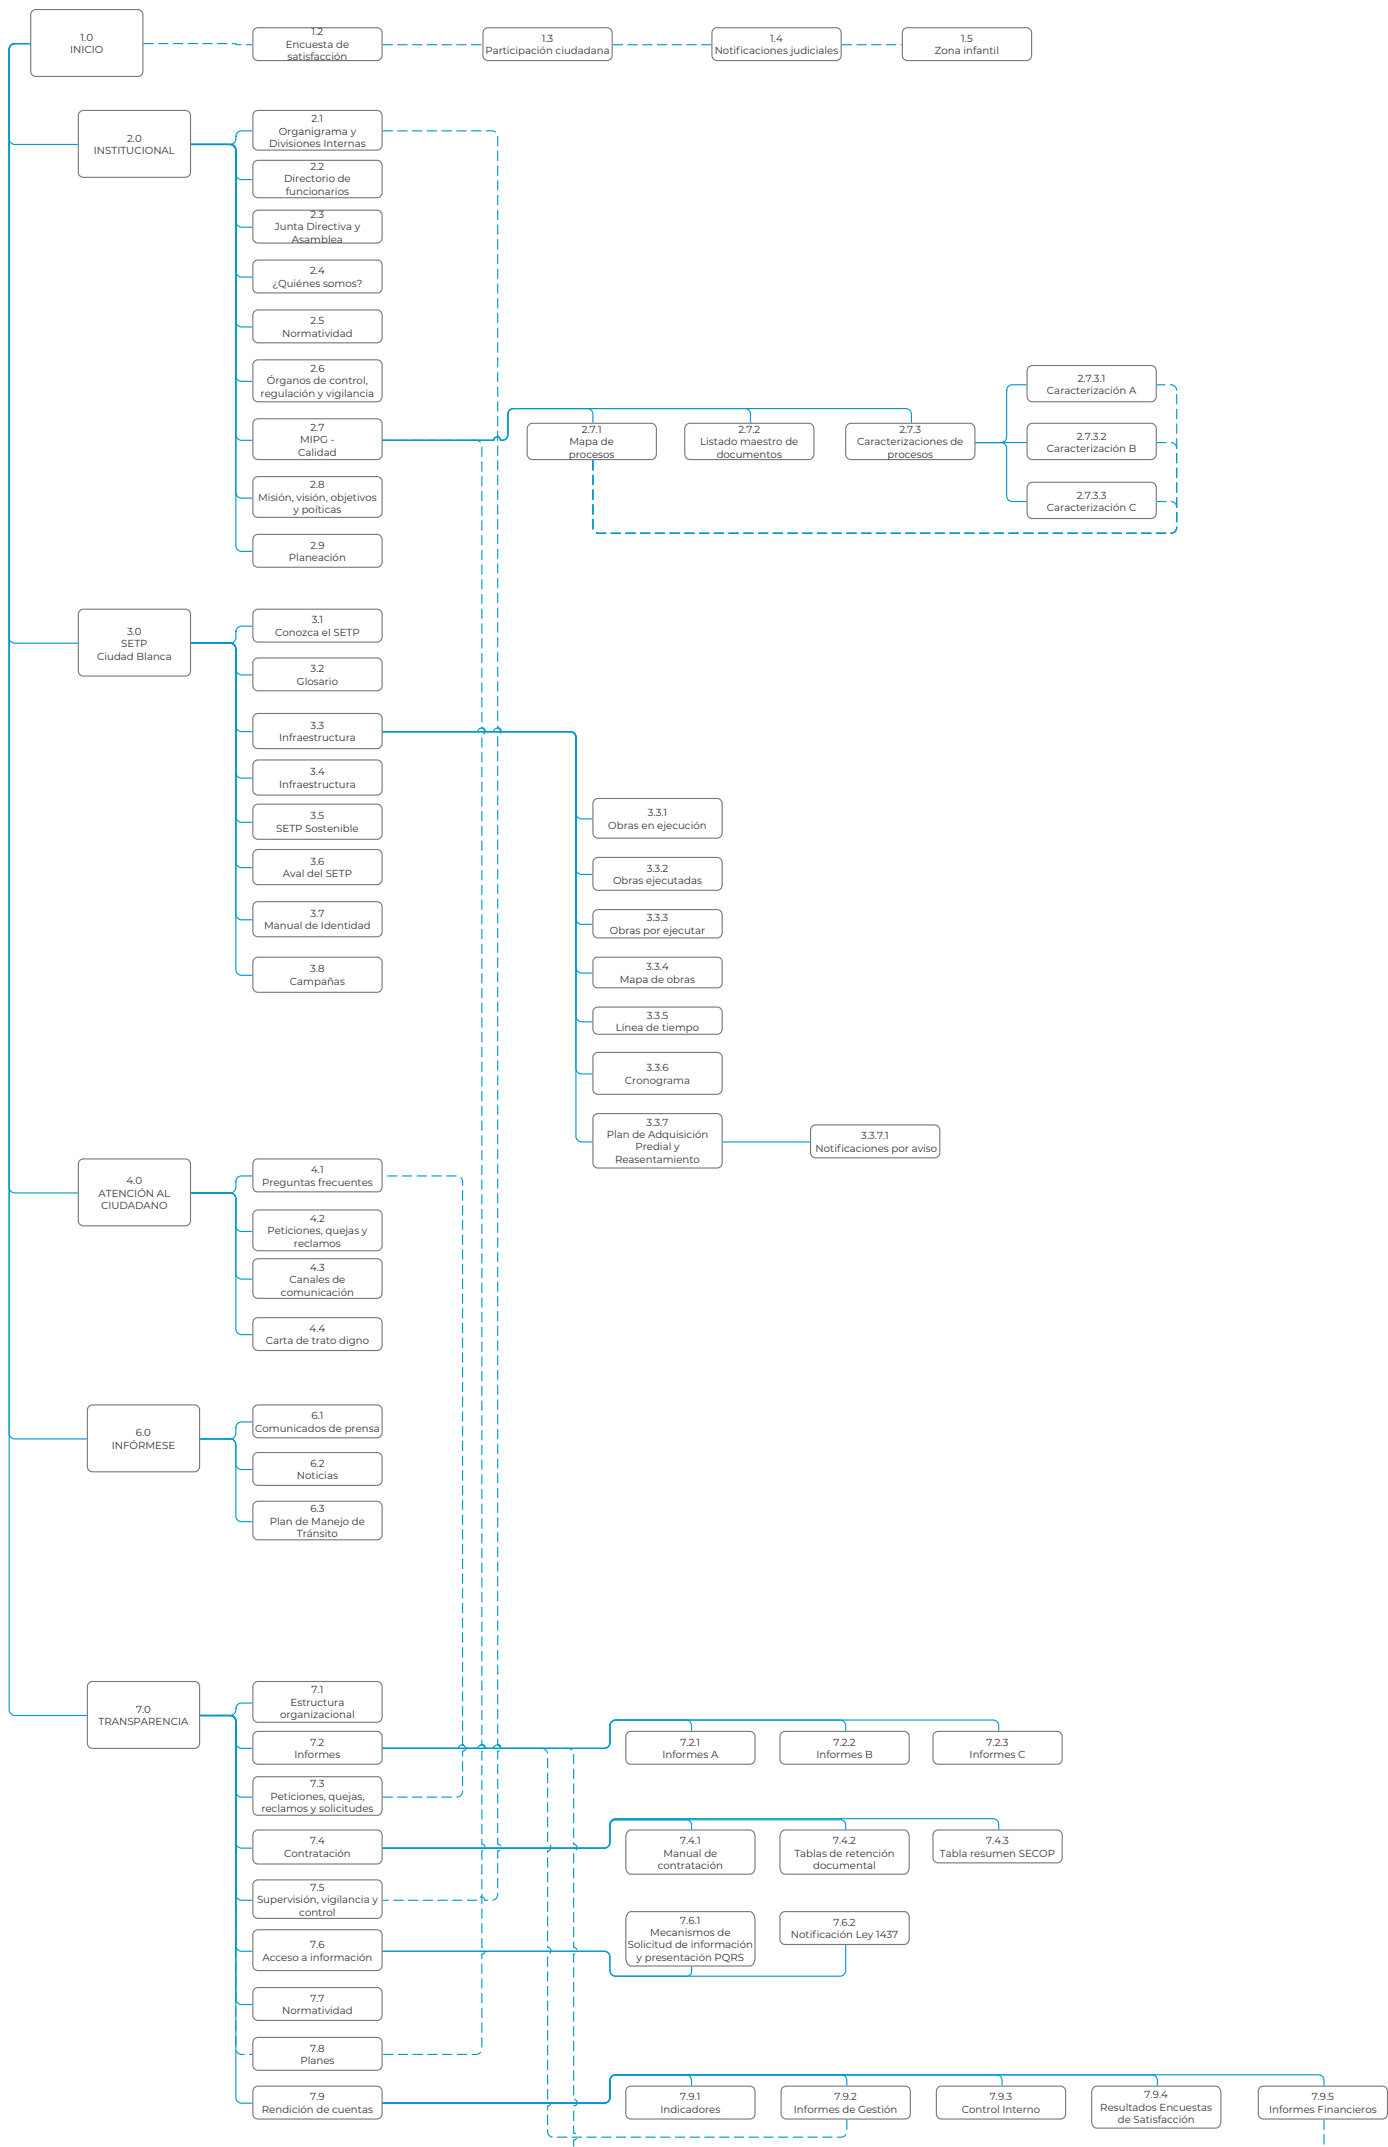 1.0
INICIO
1.2
Encuesta de
satisfacción
1.3
Participación ciudadana
1.4
Notificaciones judiciales
1.5
Zona infantil
2.0
INSTITUCIONAL
2.1
Organigrama y
Divisiones Internas
2.2
Directorio de
funcionarios
2.3
Junta Directiva y
Asamblea
2.4
¿Quiénes somos?
2.5
Normatividad
2.6
Órganos de control,
regulación y vigilancia
2.7
MIPG -
Calidad
2.7.1
Mapa de
procesos
2.7.2
Listado maestro de
documentos
2.7.3
Caracterizaciones de
procesos
2.7.3.1
Caracterización A
2.7.3.2
Caracterización B
2.7.3.3
Caracterización C
2.8
Misión, visión, objetivos
y poíticas
2.9
Planeación
3.0
SETP
Ciudad Blanca
3.1
Conozca el SETP
3.2
Glosario
3.3
Infraestructura
3.4
Infraestructura
3.5
SETP Sostenible
3.6
Aval del SETP
3.7
Manual de Identidad
3.8
Campañas
3.3.1
Obras en ejecución
3.3.2
Obras ejecutadas
3.3.3
Obras por ejecutar
3.3.4
Mapa de obras
3.3.5
Línea de tiempo
3.3.6
Cronograma
3.3.7
Plan de Adquisición
Predial y
Reasentamiento
3.3.7.1
Notificaciones por aviso
4.0
ATENCIÓN AL
CIUDADANO
4.1
Preguntas frecuentes
4.2
Peticiones, quejas y
reclamos
4.3
Canales de
comunicación
4.4
Carta de trato digno
6.0
INFÓRMESE
6.1
Comunicados de prensa
6.2
Noticias
6.3
Plan de Manejo de
Tránsito
7.0
TRANSPARENCIA
7.1
Estructura
organizacional
7.2
Informes
7.2.1
Informes A
7.2.2
Informes B
7.2.3
Informes C
7.3
Peticiones, quejas,
reclamos y solicitudes
7.4
Contratación
7.4.1
Manual de
contratación
7.4.2
Tablas de retención
documental
7.4.3
Tabla resumen SECOP
7.5
Supervisión, vigilancia y
control
7.6
Acceso a información
7.6.1
Mecanismos de
Solicitud de información
y presentación PQRS
7.6.2
Notificación Ley 1437
7.7
Normatividad
7.8
Planes
7.9
Rendición de cuentas
7.9.1
Indicadores
7.9.2
Informes de Gestión
7.9.3
Control Interno
7.9.4
Resultados Encuestas
de Satisfacción
7.9.5
Informes Financieros